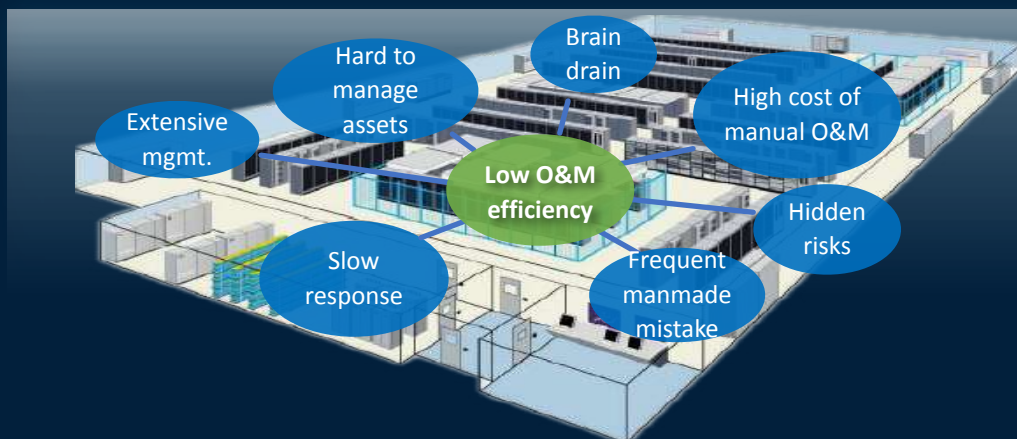 Brain
drain
Hard to
manage
assets
High cost of
manual O&M
Extensive
mgmt.
Low O&M
efficiency
Hidden
risks
Slow
response
Frequent
manmade
mistake